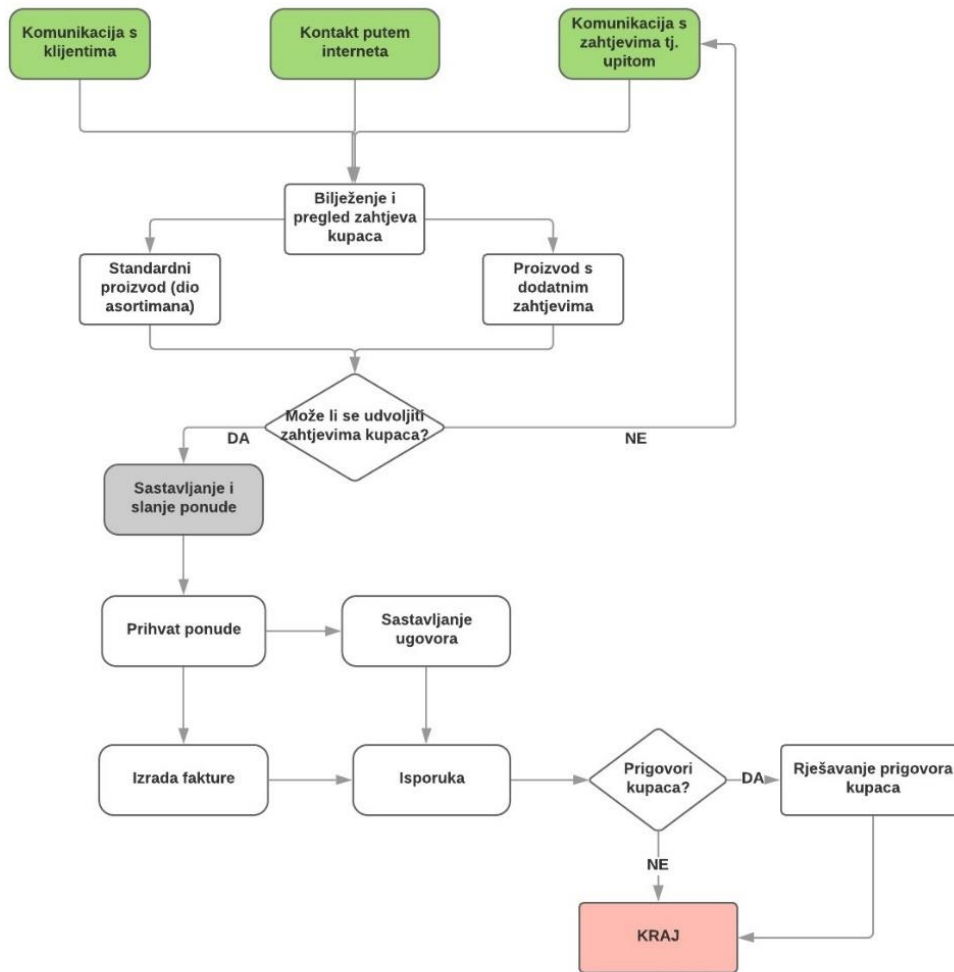 Komunikacija s
klijentima
Kontakt putem
interneta
Komunikacija s
zahtjevima tj.
upitom
Bilježenje i
pregled zahtjeva
kupaca
Standardni
proizvod (dio
asortimana)
Proizvod s
dodatnim
zahtjevima
Može li se udvoljiti
zahtjevima kupaca?
DA
NE
Sastavljanje i
slanje ponude
Prihvat ponude
Sastavljanje
ugovora
Izrada fakture
Isporuka
Prigovori
kupaca?
DA
Rješavanje prigovora
kupaca
NE
KRAJ